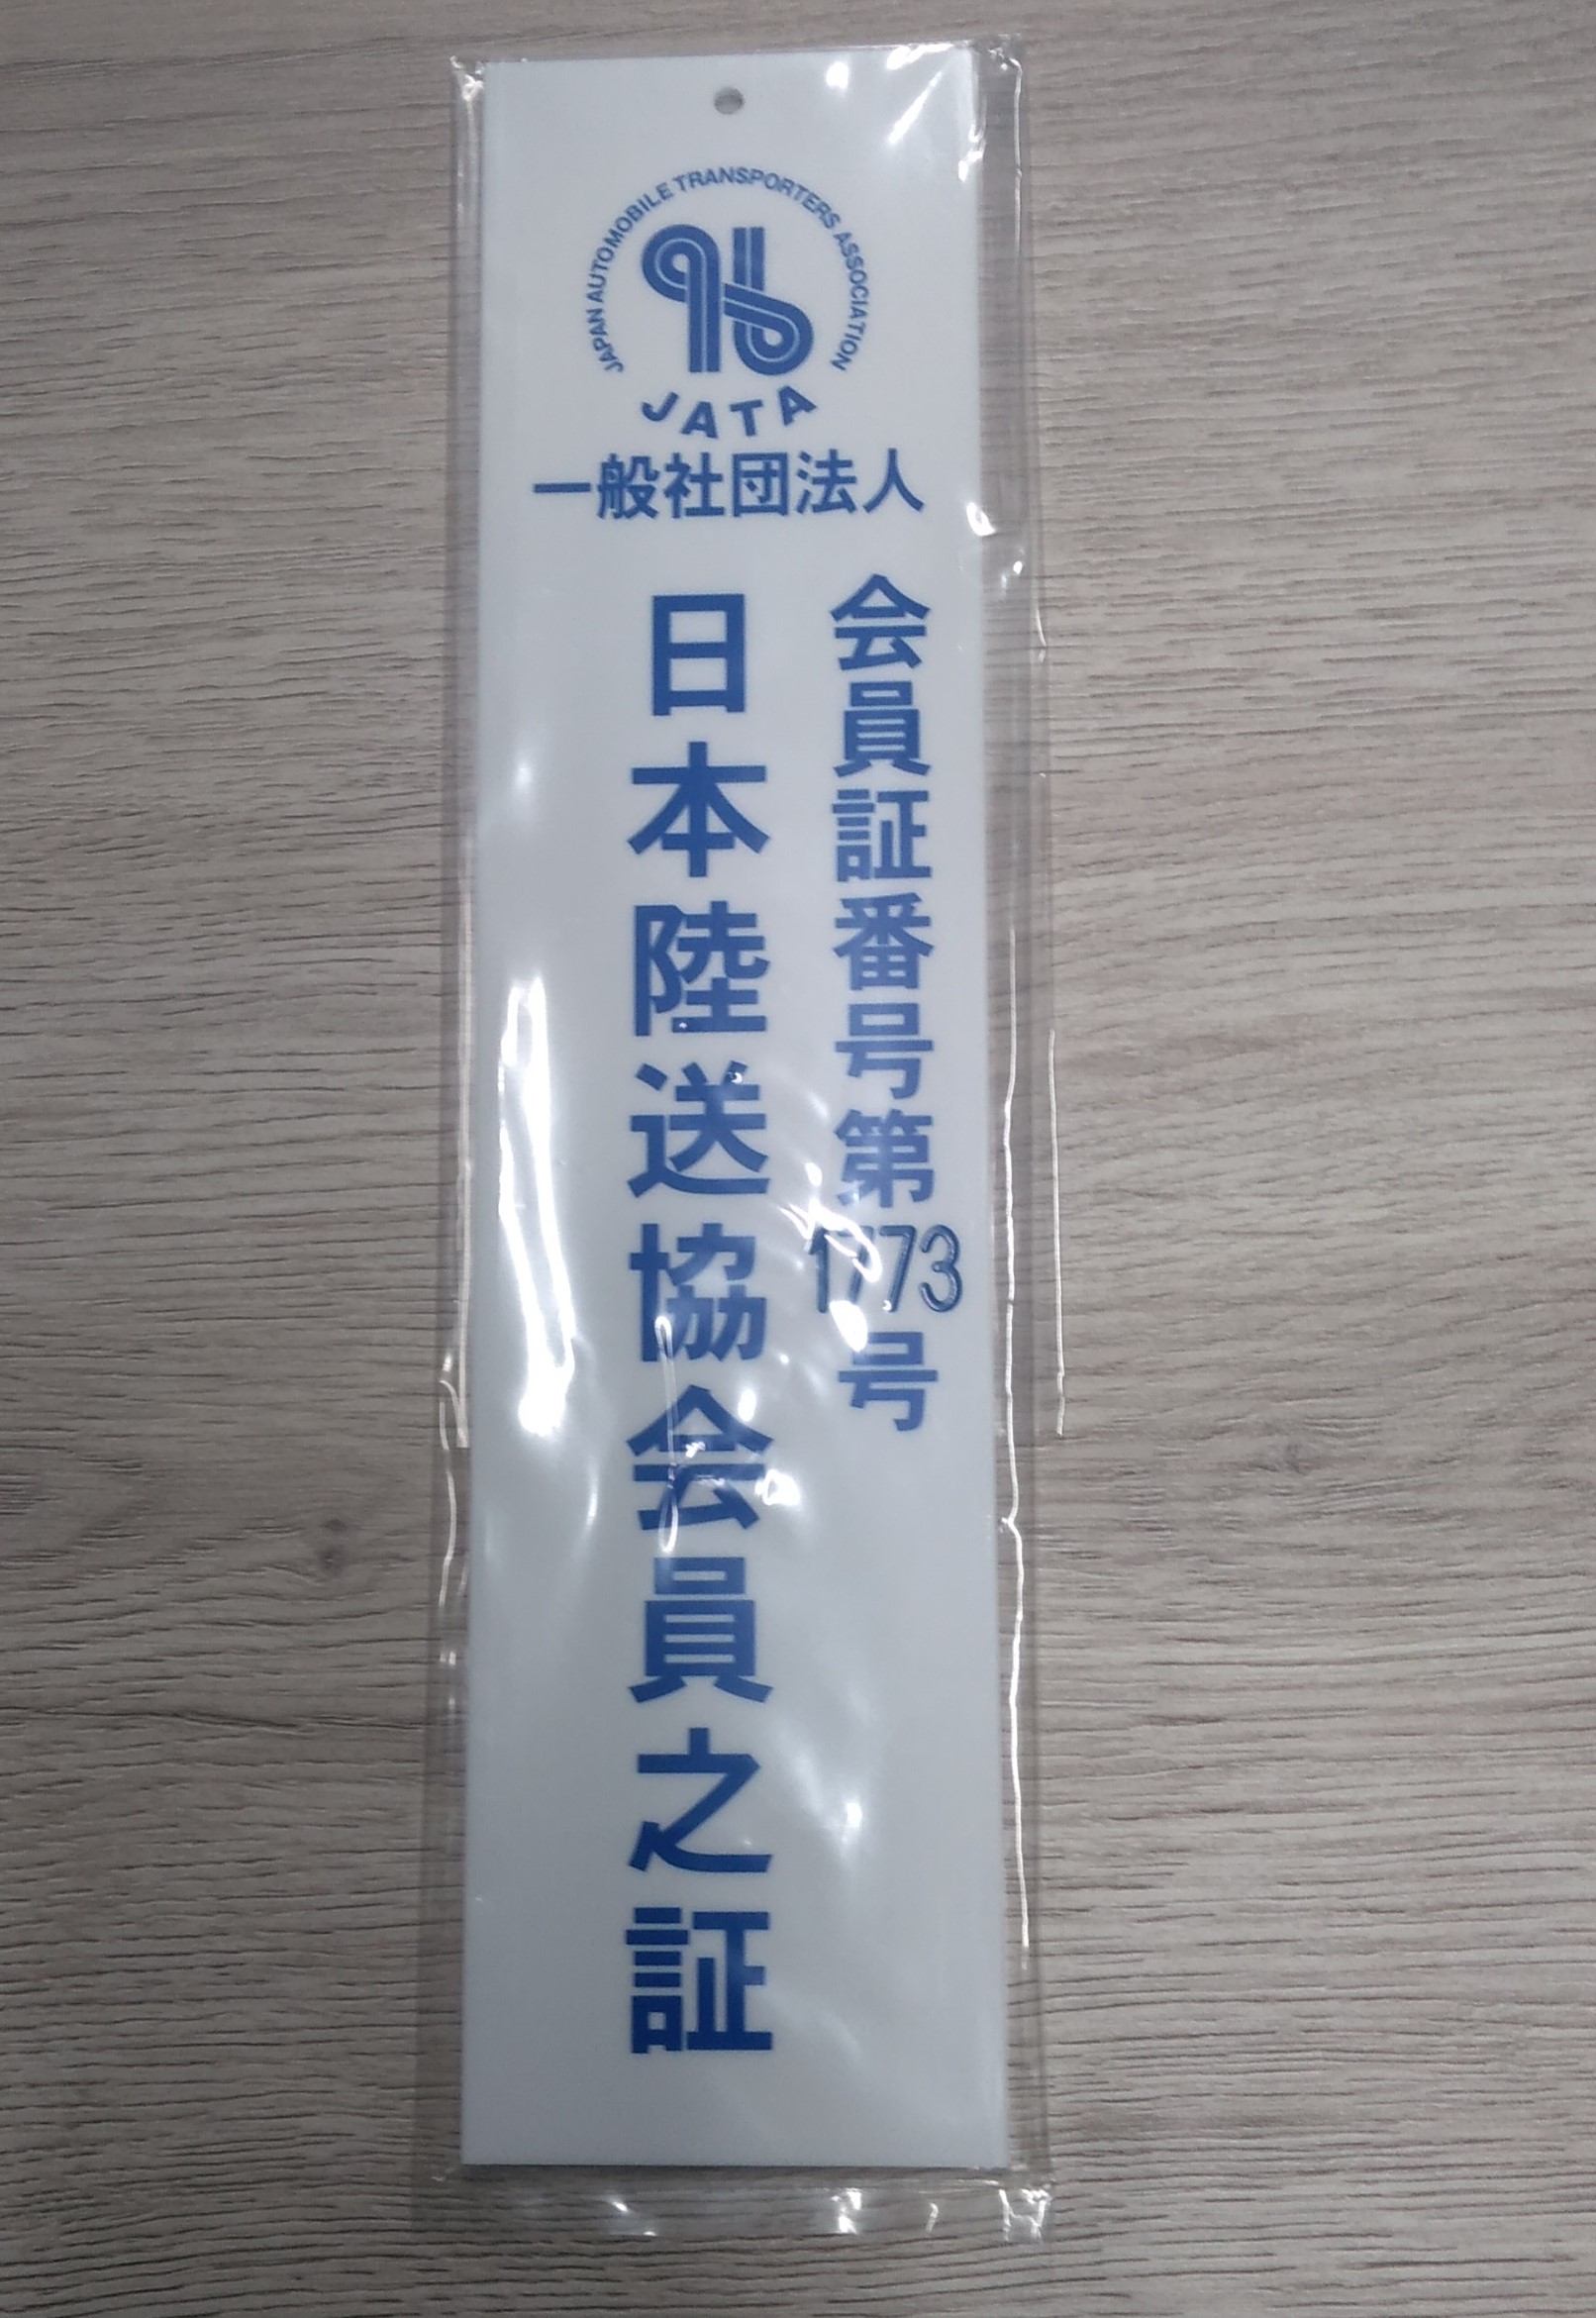 JAPAN AUTOMOBILE TRANSPORTERS ASSOCIATION
JATA
一般社団法人
会員証番号第1773号
日本陸送協会員之証